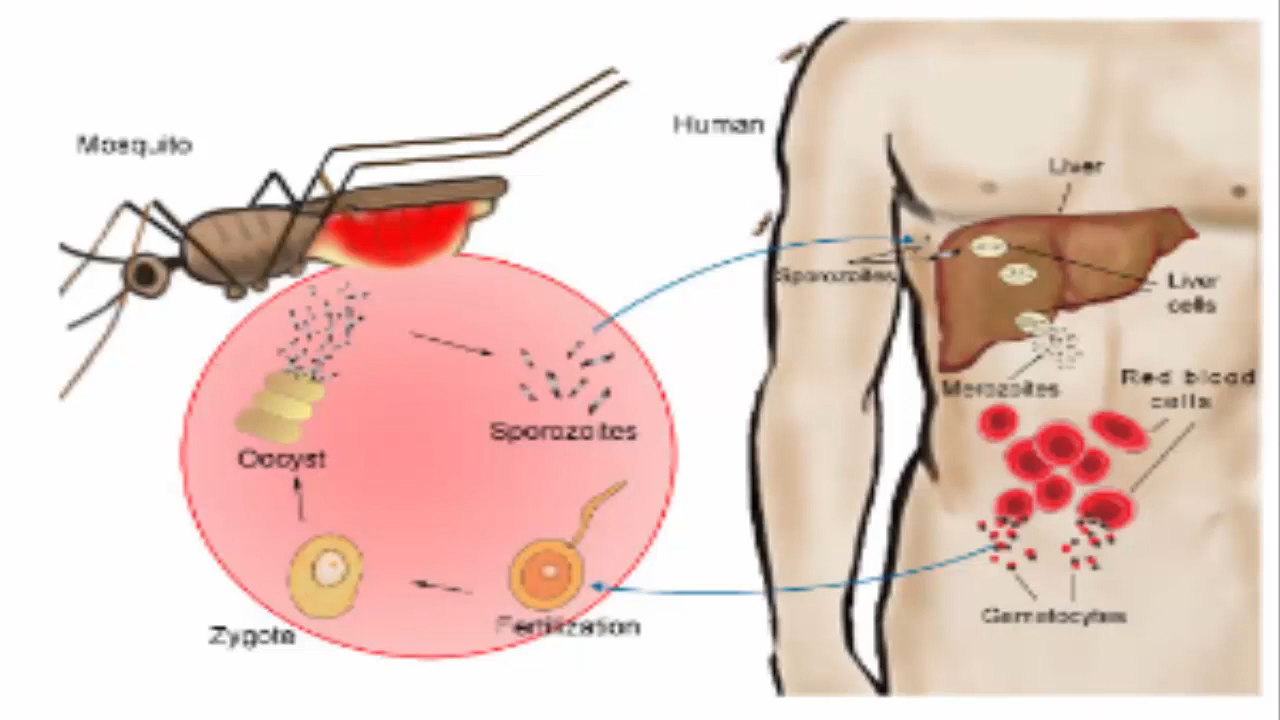 Mosquito
Human
Liver
Sporozoites
Liver
cells
Merozoites
Red blood
cells
Sporozoites
Oocyst
Fertilization
Zygote
Gametocytes